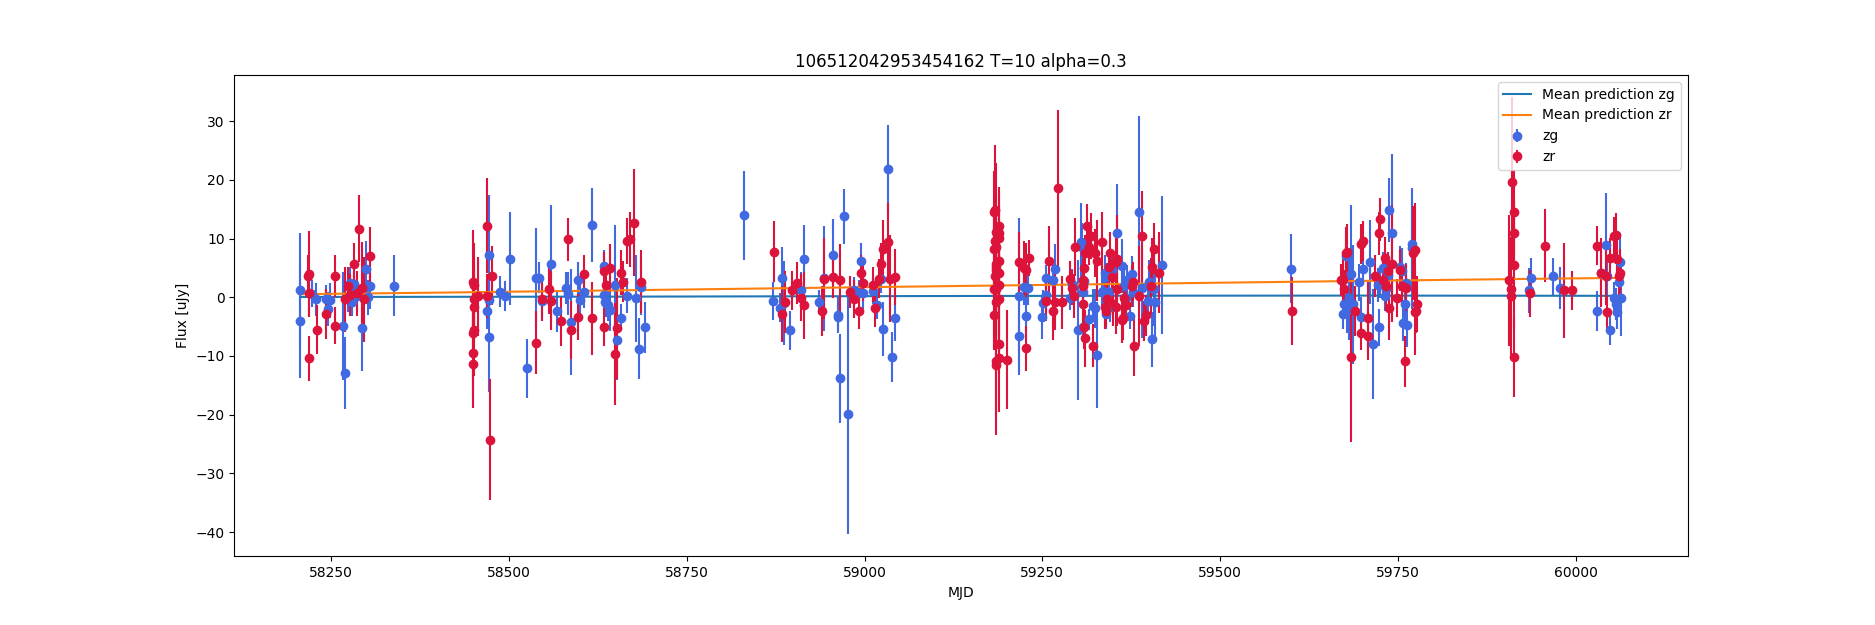 106512042953454162 T=10 alpha=0.3
Mean prediction zg
Mean prediction zr
zg
zr
Flux [uJy]
30
20
10
0
−10
−20
−30
−40
58250 58500 58750 59000 59250 59500 59750 60000
MJD